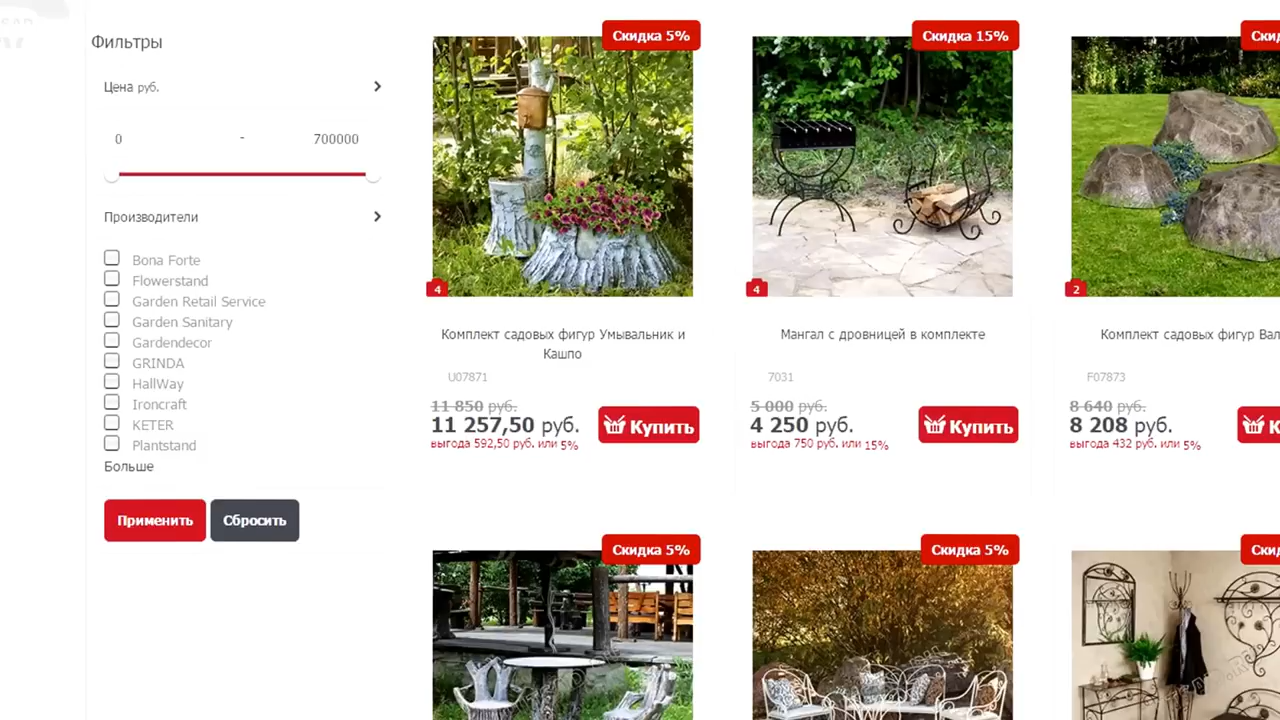 Фильтры
Цена руб.
0 - 700000
Производители
Bona Forte
Flowerstand
Garden Retail Service
Garden Sanitary
Gardendecor
GRINDA
HallWay
Ironcraft
KETER
Plantstand
Больше
Применить Сбросить
Скидка 5%
4
Комплект садовых фигур Умывальник и
Кашпо
U07871
11 850 руб.
11 257,50 руб.
выгода 592,50 руб. или 5%
Купить
Скидка 15%
4
Мангал с дровницей в комплекте
7031
5 000 руб.
4 250 руб.
выгода 750 руб. или 15%
Купить
2
Комплект садовых фигур
F07873
8 640 руб.
8 208 руб.
выгода 432 руб. или 5%
Скидка 5%
Скидка 5%